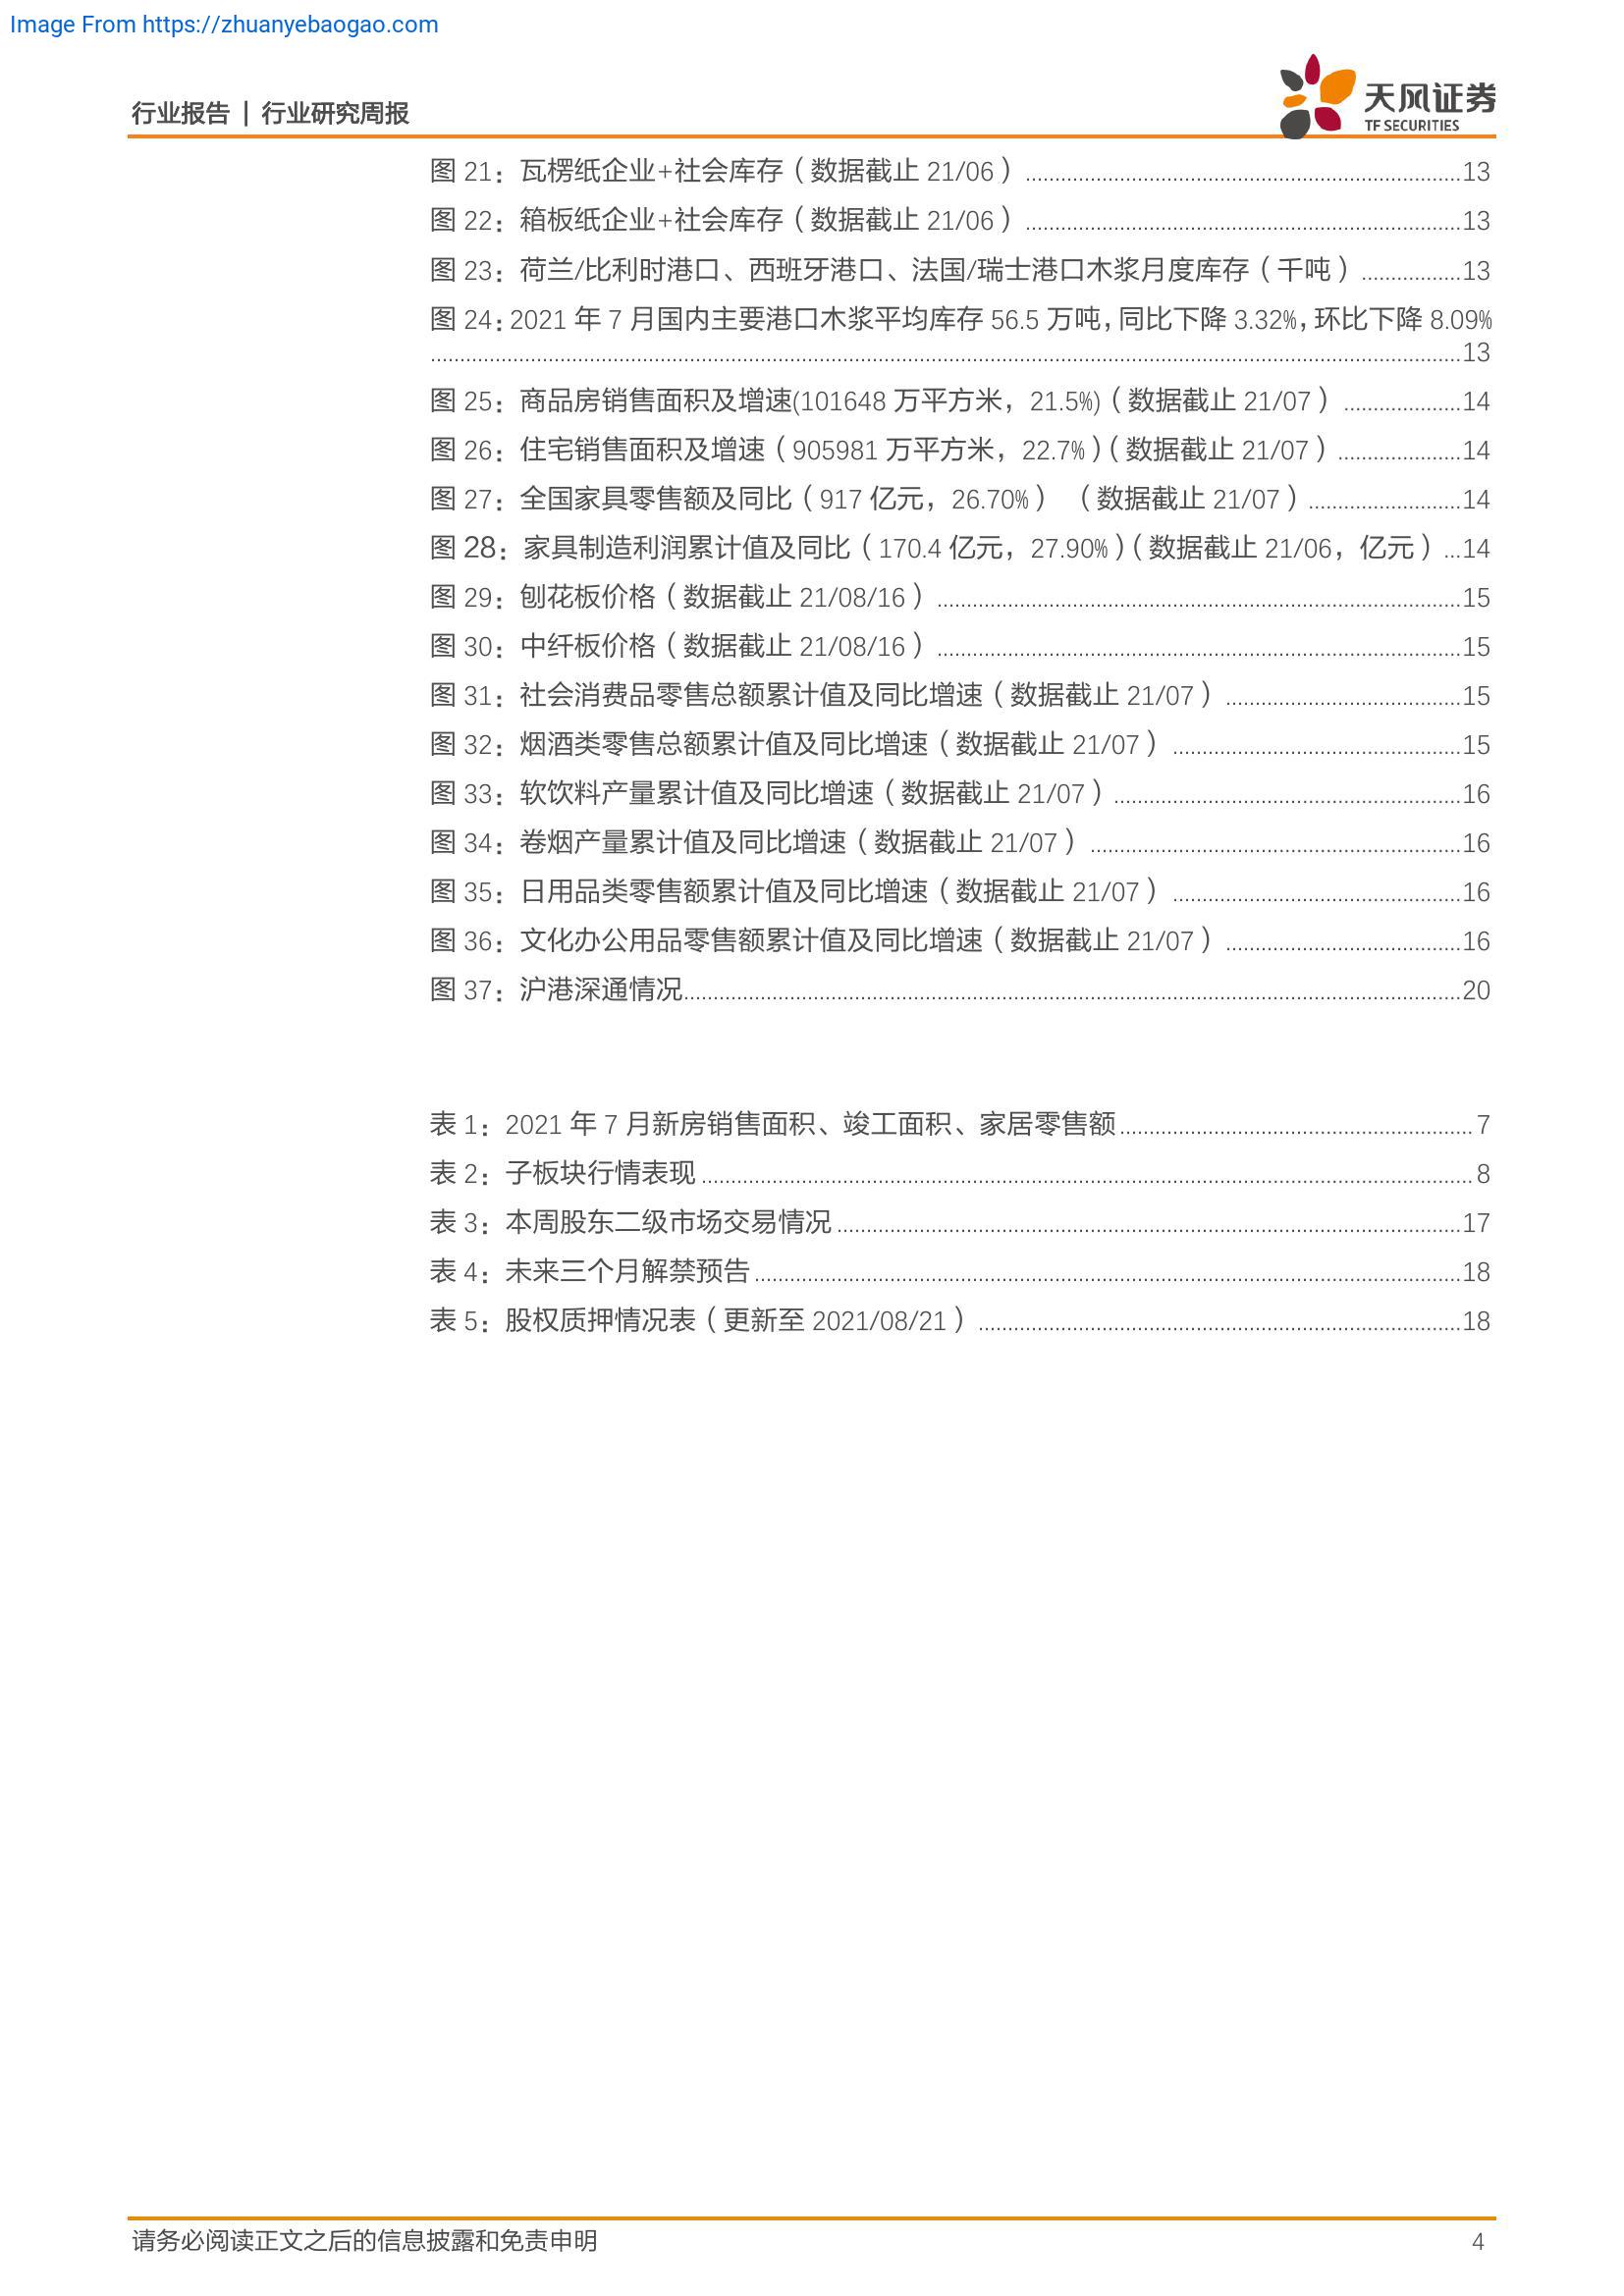 Image From https://zhuanyebaogao.com
行业报告 | 行业研究周报
天风证券
TF SECURITIES
图 21：瓦楞纸企业+社会库存（数据截止 21/06）........13
图 22：箱板纸企业+社会库存（数据截止 21/06）........13
图 23：荷兰/比利时港口、西班牙港口、法国/瑞士港口木浆月度库存（千吨）........13
图 24：2021 年 7 月国内主要港口木浆平均库存 56.5 万吨，同比下降 3.32%，环比下降 8.09%
........13
图 25：商品房销售面积及增速(101648 万平方米，21.5%)（数据截止 21/07）........14
图 26：住宅销售面积及增速（905981 万平方米，22.7%）（数据截止 21/07）........14
图 27：全国家具零售额及同比（917 亿元，26.70%） （数据截止 21/07）........14
图 28：家具制造利润累计值及同比（170.4 亿元，27.90%）（数据截止 21/06，亿元）...14
图 29：刨花板价格（数据截止 21/08/16）........15
图 30：中纤板价格（数据截止 21/08/16）........15
图 31：社会消费品零售总额累计值及同比增速（数据截止 21/07）........15
图 32：烟酒类零售总额累计值及同比增速（数据截止 21/07）........15
图 33：软饮料产量累计值及同比增速（数据截止 21/07）........16
图 34：卷烟产量累计值及同比增速（数据截止 21/07）........16
图 35：日用品类零售额累计值及同比增速（数据截止 21/07）........16
图 36：文化办公用品零售额累计值及同比增速（数据截止 21/07）........16
图 37：沪港深通情况........20
表 1：2021 年 7 月新房销售面积、竣工面积、家居零售额........7
表 2：子板块行情表现........8
表 3：本周股东二级市场交易情况........17
表 4：未来三个月解禁预告........18
表 5：股权质押情况表（更新至 2021/08/21）........18
请务必阅读正文之后的信息披露和免责申明
4